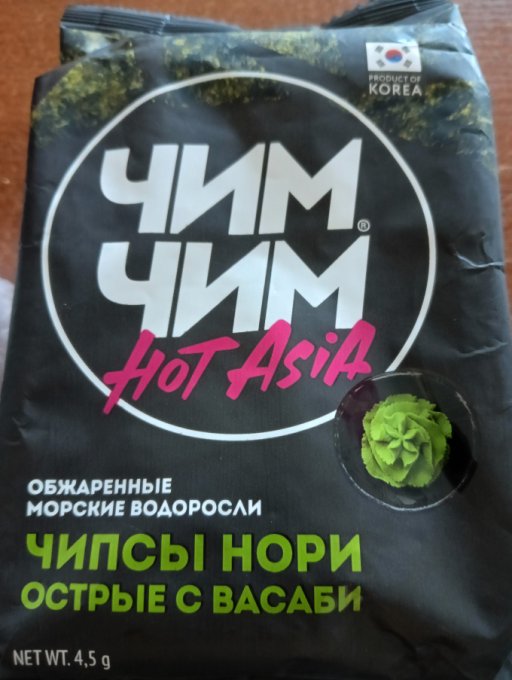 PRODUCT OF
KOREA
ЧИМ
ЧИМ®
HOT ASIA
ОБЖАРЕННЫЕ
МОРСКИЕ ВОДОРОСЛИ
ЧИПСЫ НОРИ
ОСТРЫЕ С ВАСАБИ
NET WT. 4,5 g